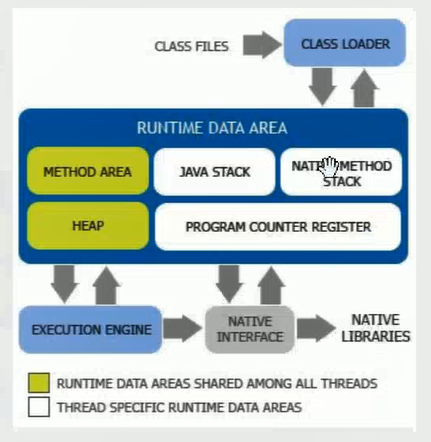 CLASS FILES
CLASS LOADER
RUNTIME DATA AREA
METHOD AREA
JAVA STACK
METHOD
STACK
HEAP
PROGRAM COUNTER REGISTER
EXECUTION ENGINE
NATIVE
INTERFACE
NATIVE
LIBRARIES
RUNTIME DATA AREAS SHARED AMONG ALL THREADS
THREAD SPECIFIC RUNTIME DATA AREAS